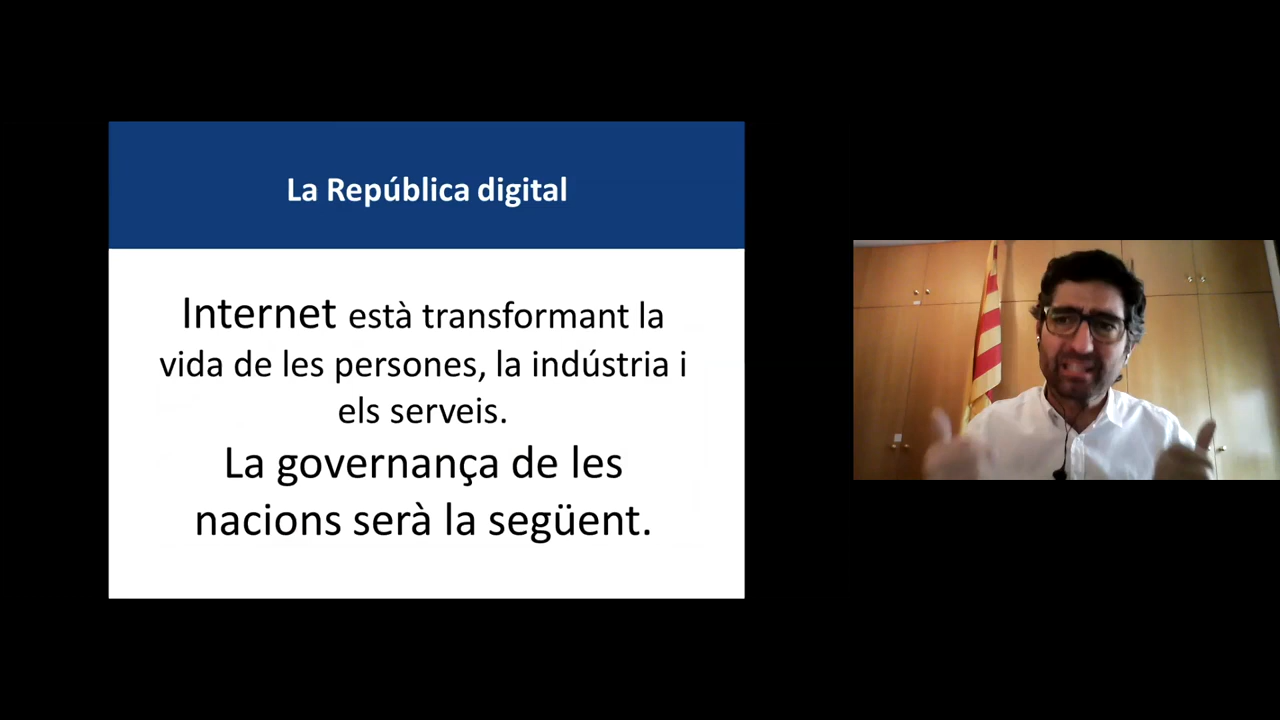 La República digital
Internet està transformant la
vida de les persones, la indústria i
els serveis.
La governança de les
nacions serà la següent.